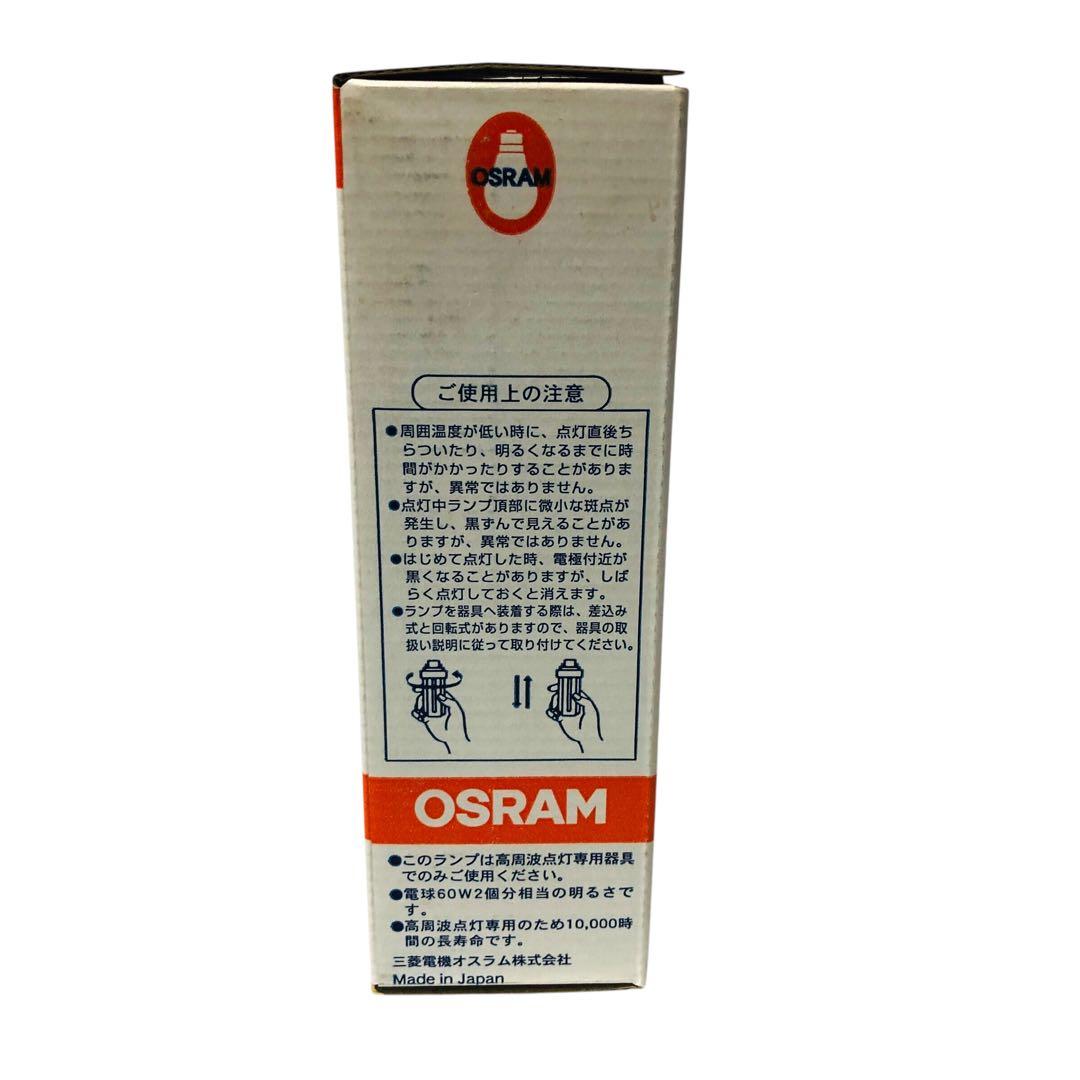 OSRAM
ご使用上の注意
●周囲温度が低い時に、点灯直後ち
らついたり、明るくなるまでに時
間がかかったりすることがありま
すが、異常ではありません。
●点灯中ランプ頂部に微小な斑点が
発生し、黒ずんで見えることがあ
りますが、異常ではありません。
●はじめて点灯した時、電極付近が
黒くなることがありますが、しば
らく点灯しておくと消えます。
●ランプを器具へ装着する際は、差込み
式と回転式がありますので、器具の取
扱い説明に従って取り付けてください。
OSRAM
●このランプは高周波点灯専用器具
でのみご使用ください。
●電球60W2個分相当の明るさで
す。
●高周波点灯専用のため10,000時
間の長寿命です。
三菱電機オスラム株式会社
Made in Japan